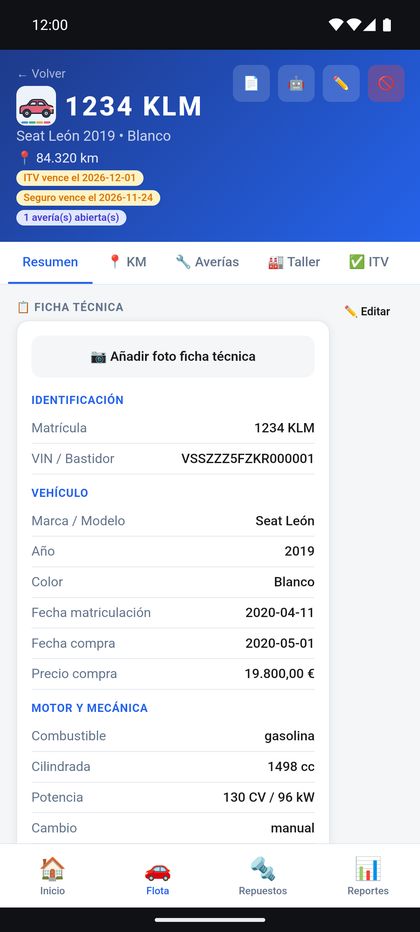 12:00
← Volver
1234 KLM
Seat León 2019 • Blanco
📍 84.320 km
ITV vence el 2026-12-01
Seguro vence el 2026-11-24
1 avería(s) abierta(s)
Resumen
📍 KM
🔧 Averías
🏭 Taller
✅ ITV
📋 FICHA TÉCNICA
✏️ Editar
📷 Añadir foto ficha técnica
IDENTIFICACIÓN
Matrícula 1234 KLM
VIN / Bastidor VSSZZZ5FZKR000001
VEHÍCULO
Marca / Modelo Seat León
Año 2019
Color Blanco
Fecha matriculación 2020-04-11
Fecha compra 2020-05-01
Precio compra 19.800,00 €
MOTOR Y MECÁNICA
Combustible gasolina
Cilindrada 1498 cc
Potencia 130 CV / 96 kW
Cambio manual
Inicio
Flota
Repuestos
Reportes